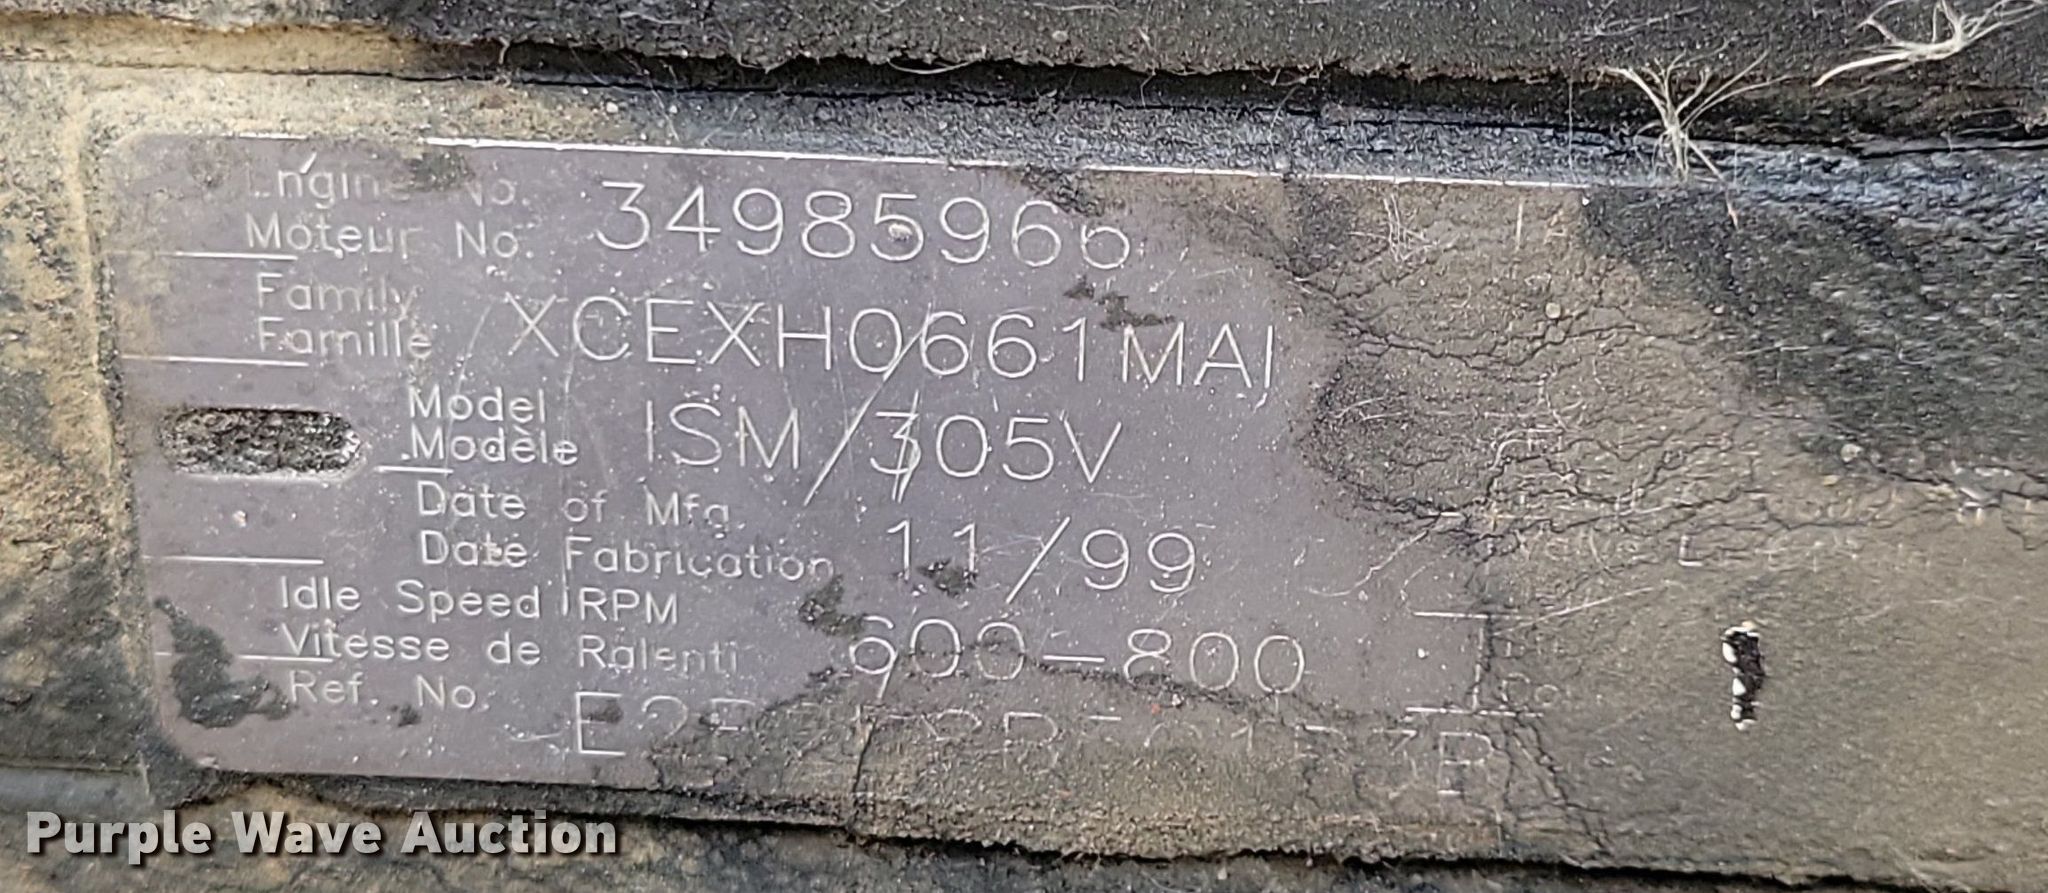 Engine No.
Moteur No. 34985966
Family
Famille XCEXH0661MAI
Model
Modèle ISM/305V
Date of Mfg.
Date Fabrication 11/99
Idle Speed RPM
Vitesse de Ralenti 600-800
Ref. No.
Purple Wave Auction